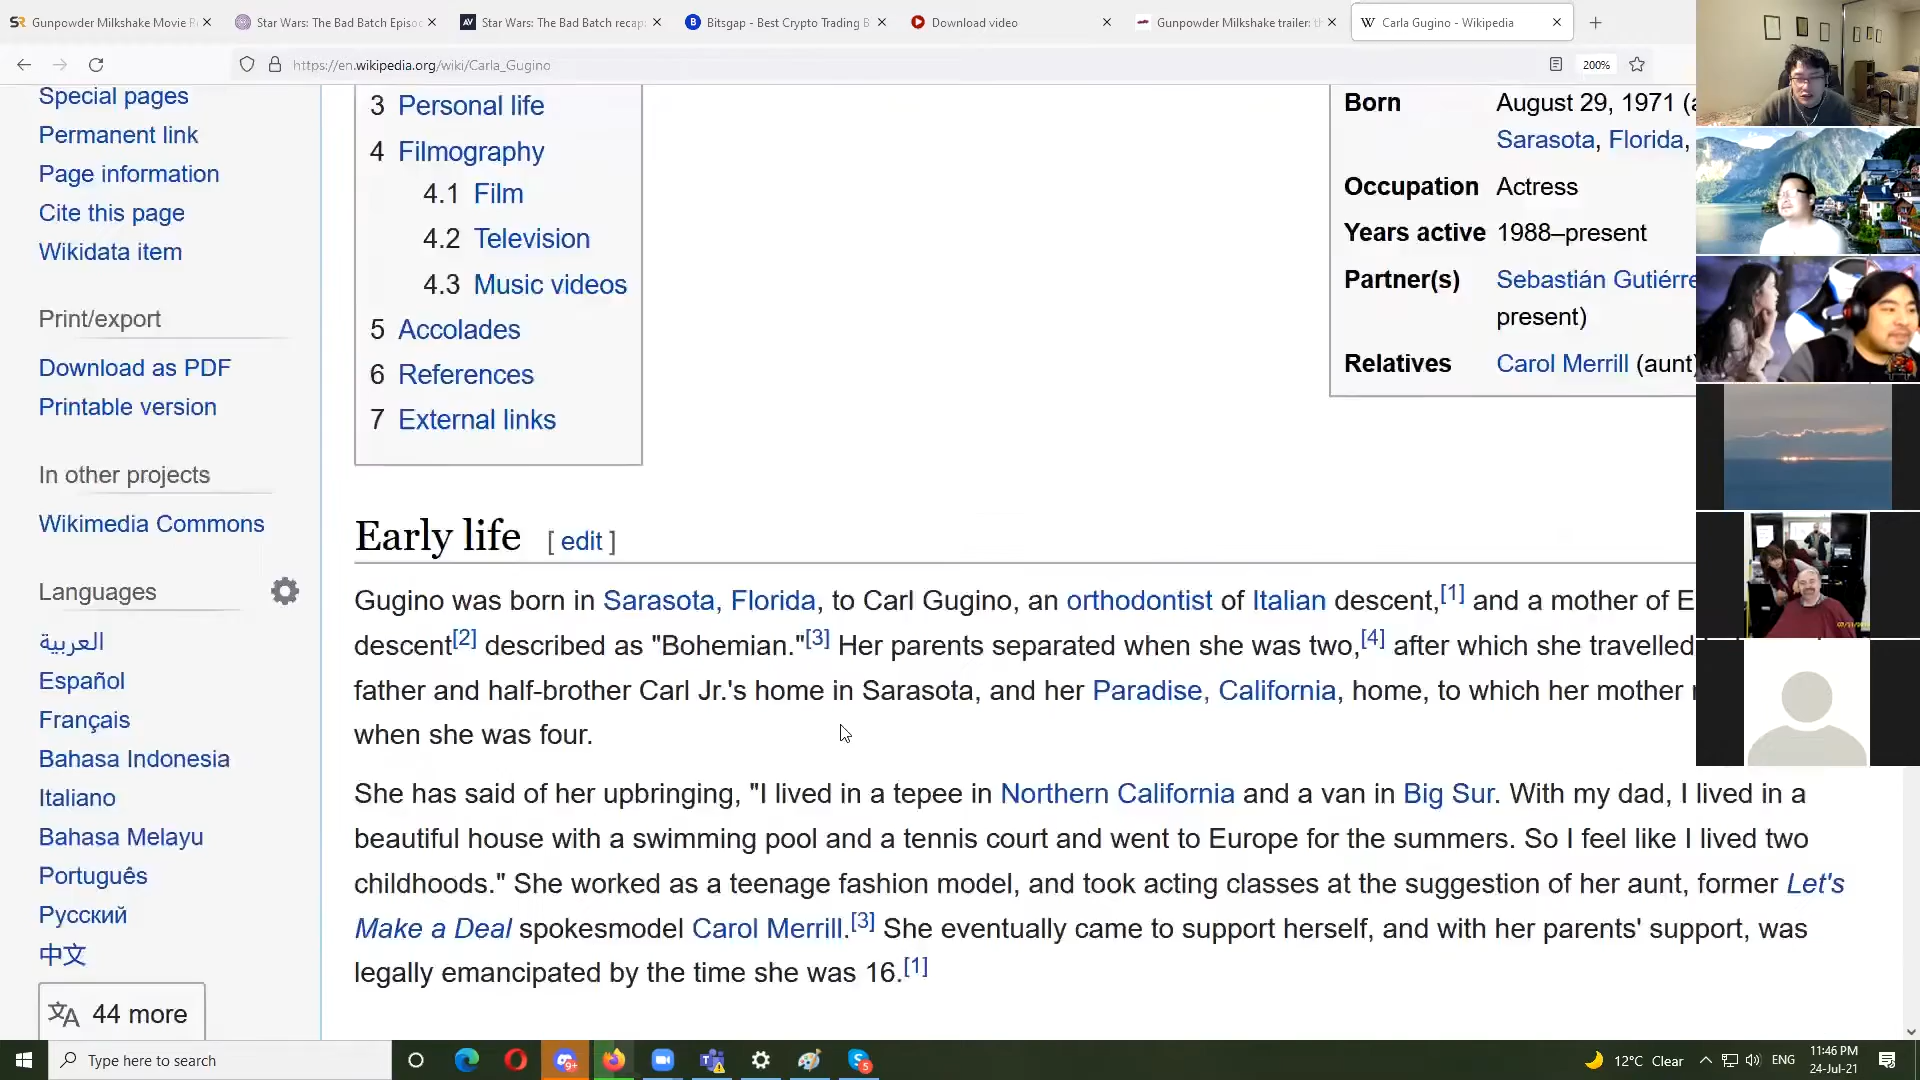 Gunpowder Milkshake Movie R
Star Wars: The Bad Batch Episo
Star Wars: The Bad Batch recap
Bitsgap - Best Crypto Trading B
Download video
Gunpowder Milkshake trailer: th
Carla Gugino - Wikipedia
https://en.wikipedia.org/wiki/Carla_Gugino
200%
Special pages
Permanent link
Page information
Cite this page
Wikidata item
Print/export
Download as PDF
Printable version
In other projects
Wikimedia Commons
Languages
العربية
Español
Français
Bahasa Indonesia
Italiano
Bahasa Melayu
Português
Русский
中文
44 more
3 Personal life
4 Filmography
4.1 Film
4.2 Television
4.3 Music videos
5 Accolades
6 References
7 External links
Born August 29, 1971 (a
Sarasota, Florida,
Occupation Actress
Years active 1988–present
Partner(s) Sebastián Gutiérre
present)
Relatives Carol Merrill (aunt)
Early life [ edit ]
Gugino was born in Sarasota, Florida, to Carl Gugino, an orthodontist of Italian descent,[1] and a mother of E
descent[2] described as "Bohemian."[3] Her parents separated when she was two,[4] after which she travelled
father and half-brother Carl Jr.'s home in Sarasota, and her Paradise, California, home, to which her mother
when she was four.
She has said of her upbringing, "I lived in a tepee in Northern California and a van in Big Sur. With my dad, I lived in a
beautiful house with a swimming pool and a tennis court and went to Europe for the summers. So I feel like I lived two
childhoods." She worked as a teenage fashion model, and took acting classes at the suggestion of her aunt, former Let's
Make a Deal spokesmodel Carol Merrill.[3] She eventually came to support herself, and with her parents' support, was
legally emancipated by the time she was 16.[1]
Type here to search
12°C Clear
ENG
11:46 PM
24-Jul-21